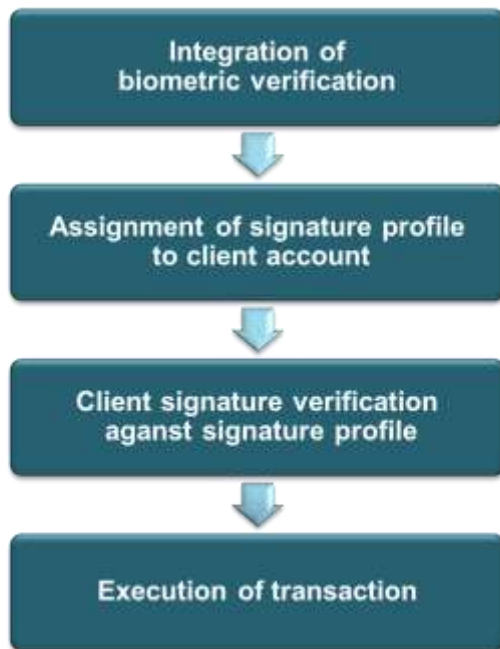 Integration of
biometric verification
Assignment of signature profile
to client account
Client signature verification
aganst signature profile
Execution of transaction